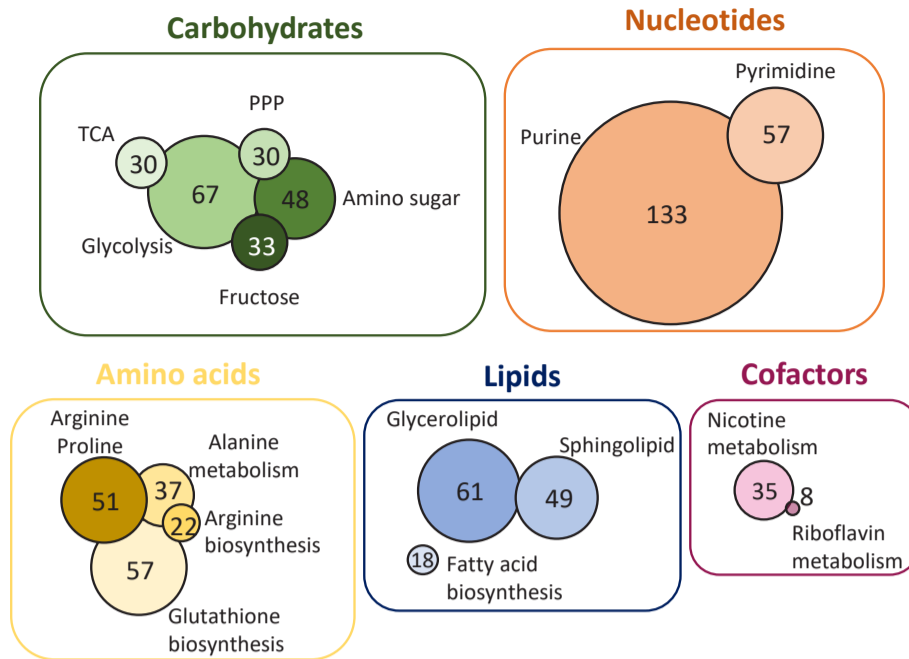 Carbohydrates
PPP
TCA
30
30
67
48
Amino sugar
33
Glycolysis
Fructose
Nucleotides
Pyrimidine
Purine
57
133
Amino acids
Arginine
Proline
Alanine
metabolism
51
37
22
Arginine
biosynthesis
57
Glutathione
biosynthesis
Lipids
Glycerolipid
Sphingolipid
61
49
18
Fatty acid
biosynthesis
Cofactors
Nicotine
metabolism
35
8
Riboflavin
metabolism